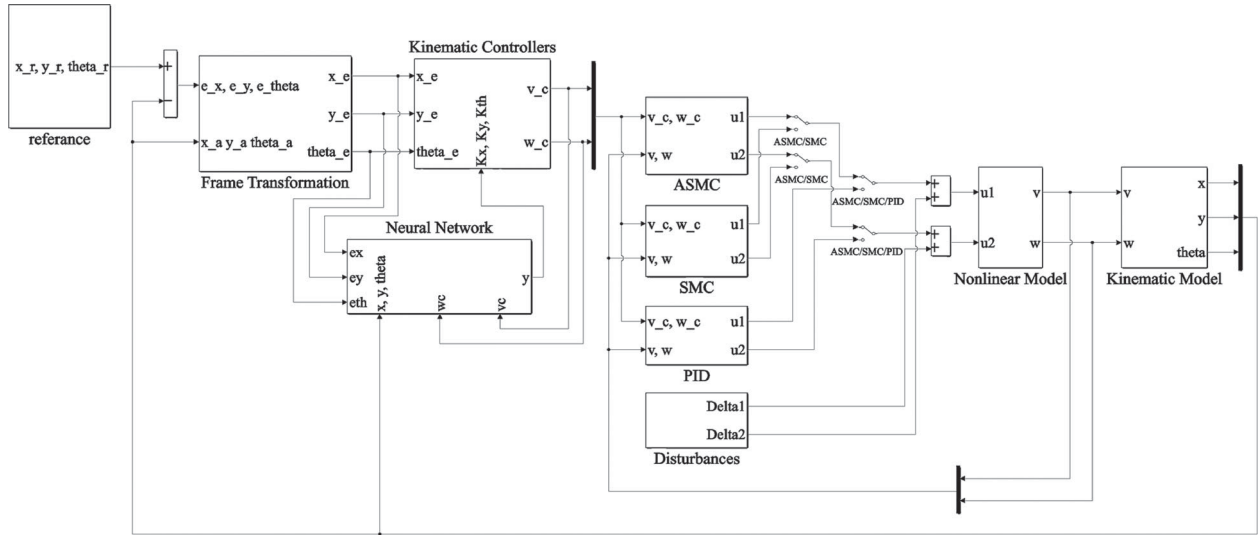 x_r, y_r, theta_r
referance
+
−
e_x, e_y, e_theta
x_a y_a theta_a
x_e
y_e
theta_e
Frame Transformation
Kinematic Controllers
x_e
y_e
theta_e
Kx, Ky, Kth
v_c
w_c
Neural Network
ex
ey
eth
x, y, theta
wc
vc
y
v_c, w_c
v, w
u1
u2
ASMC
v_c, w_c
v, w
u1
u2
SMC
v_c, w_c
v, w
u1
u2
PID
Delta1
Delta2
Disturbances
ASMC/SMC
ASMC/SMC
ASMC/SMC/PID
ASMC/SMC/PID
+
+
+
+
u1
u2
v
w
Nonlinear Model
v
w
x
y
theta
Kinematic Model